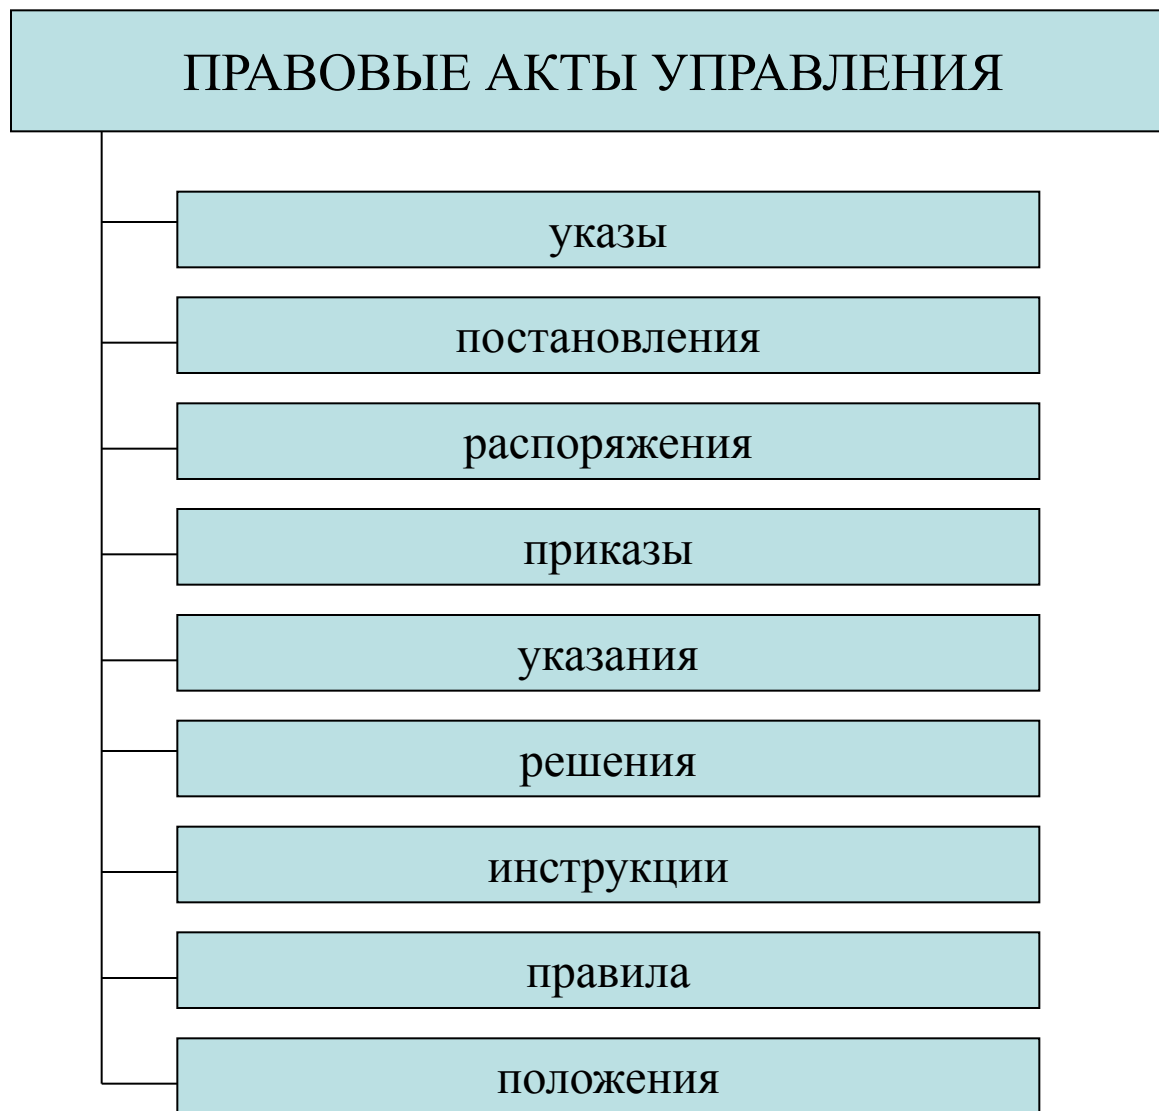 ПРАВОВЫЕ АКТЫ УПРАВЛЕНИЯ
указы
постановления
распоряжения
приказы
указания
решения
инструкции
правила
положения